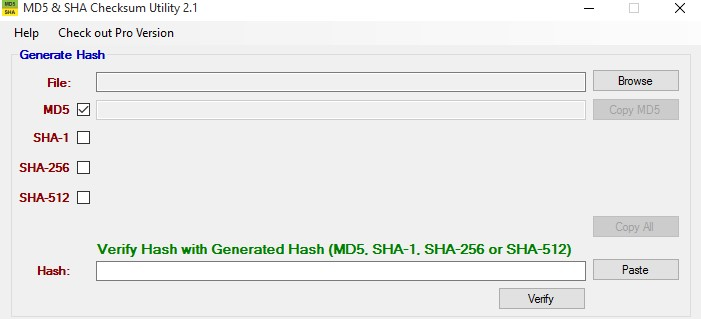 MD5 SHA MD5 & SHA Checksum Utility 2.1
Help Check out Pro Version
Generate Hash
File: Browse
MD5 Copy MD5
SHA-1
SHA-256
SHA-512
Copy All
Verify Hash with Generated Hash (MD5, SHA-1, SHA-256 or SHA-512)
Hash: Paste
Verify